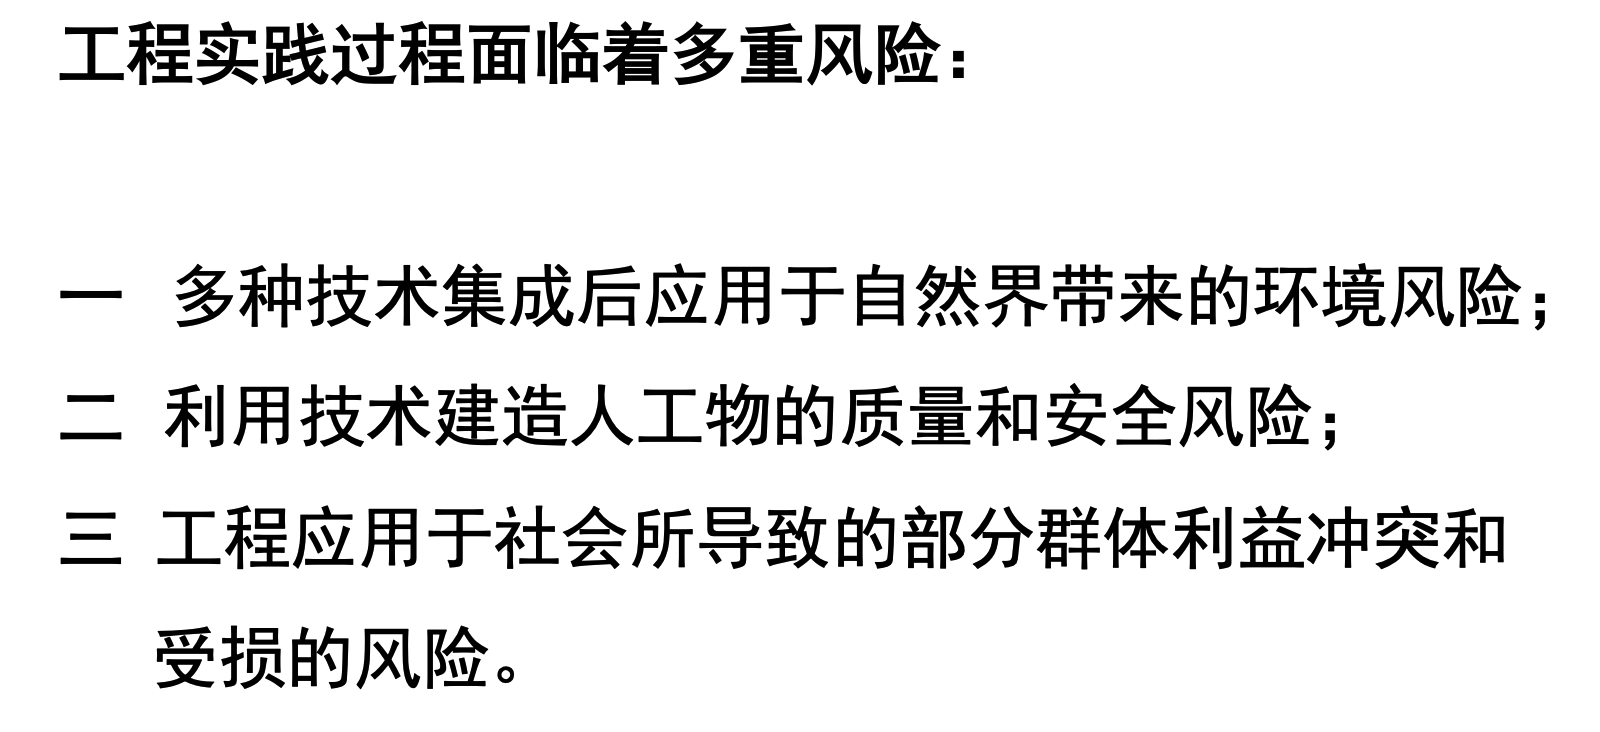 工程实践过程面临着多重风险：
一 多种技术集成后应用于自然界带来的环境风险；
二 利用技术建造人工物的质量和安全风险；
三 工程应用于社会所导致的部分群体利益冲突和
受损的风险。